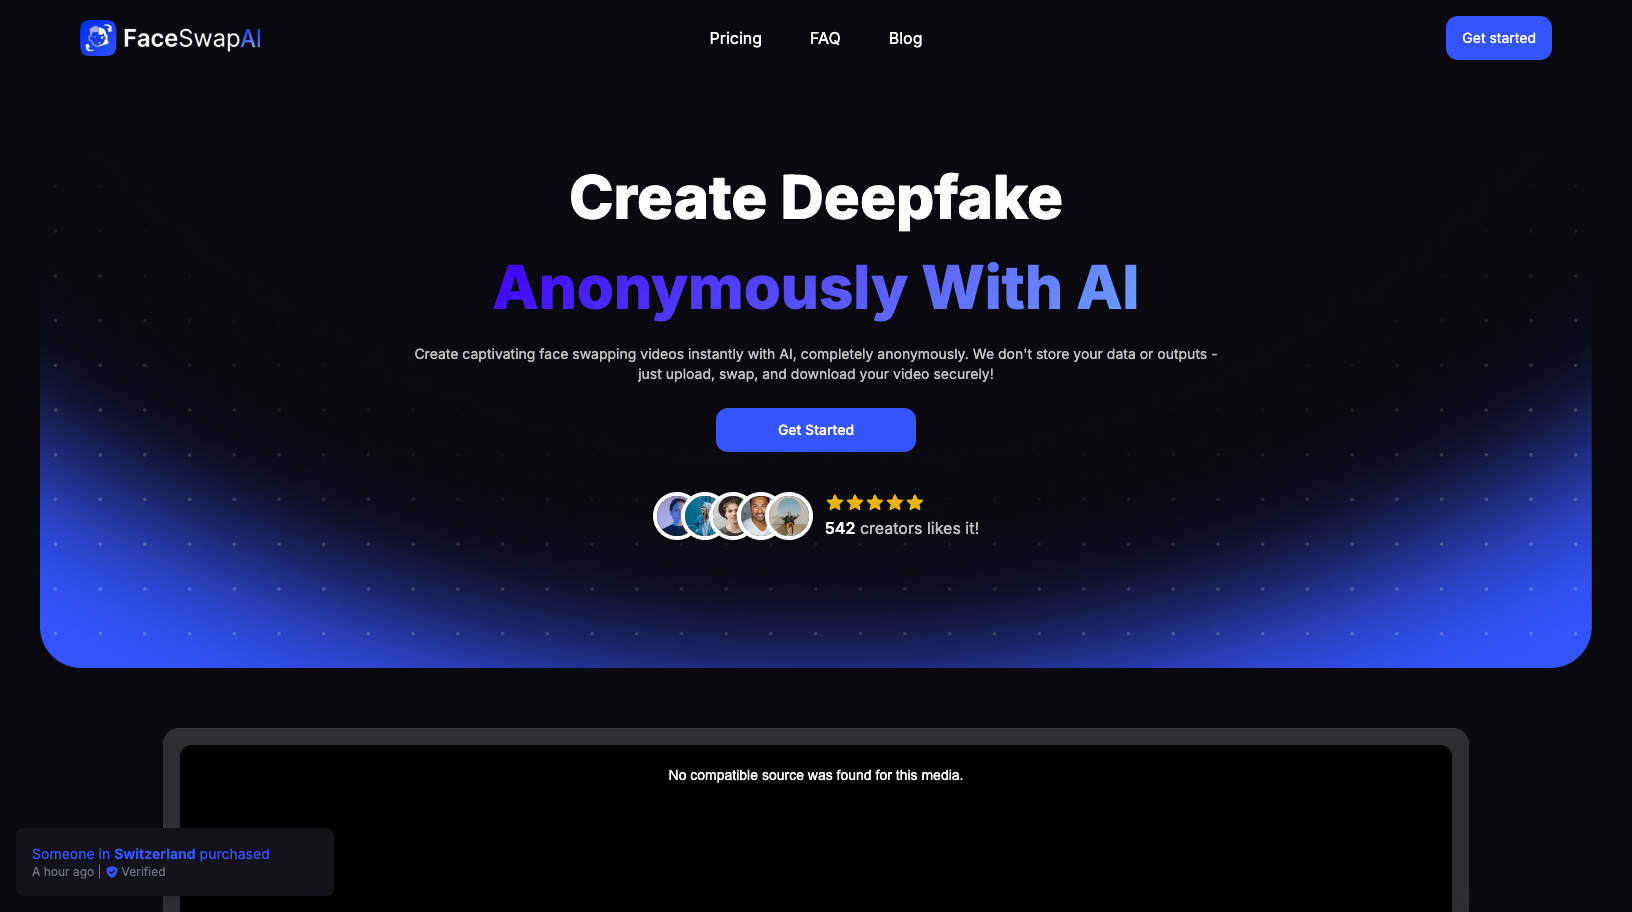 FaceSwapAI
Pricing
FAQ
Blog
Get started
Create Deepfake
Anonymously With AI
Create captivating face swapping videos instantly with AI, completely anonymously. We don't store your data or outputs -
just upload, swap, and download your video securely!
Get Started
542 creators likes it!
No compatible source was found for this media.
Someone in Switzerland purchased
A hour ago | Verified